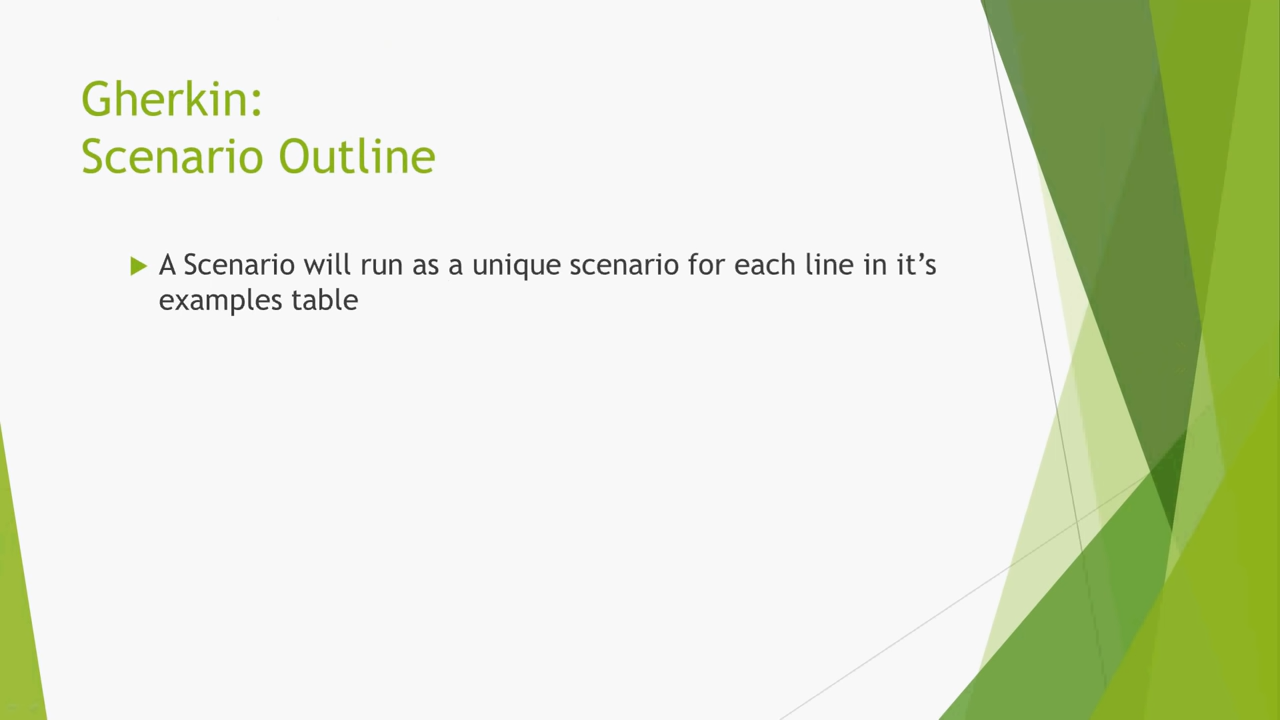 Gherkin:
Scenario Outline
A Scenario will run as a unique scenario for each line in it’s
examples table